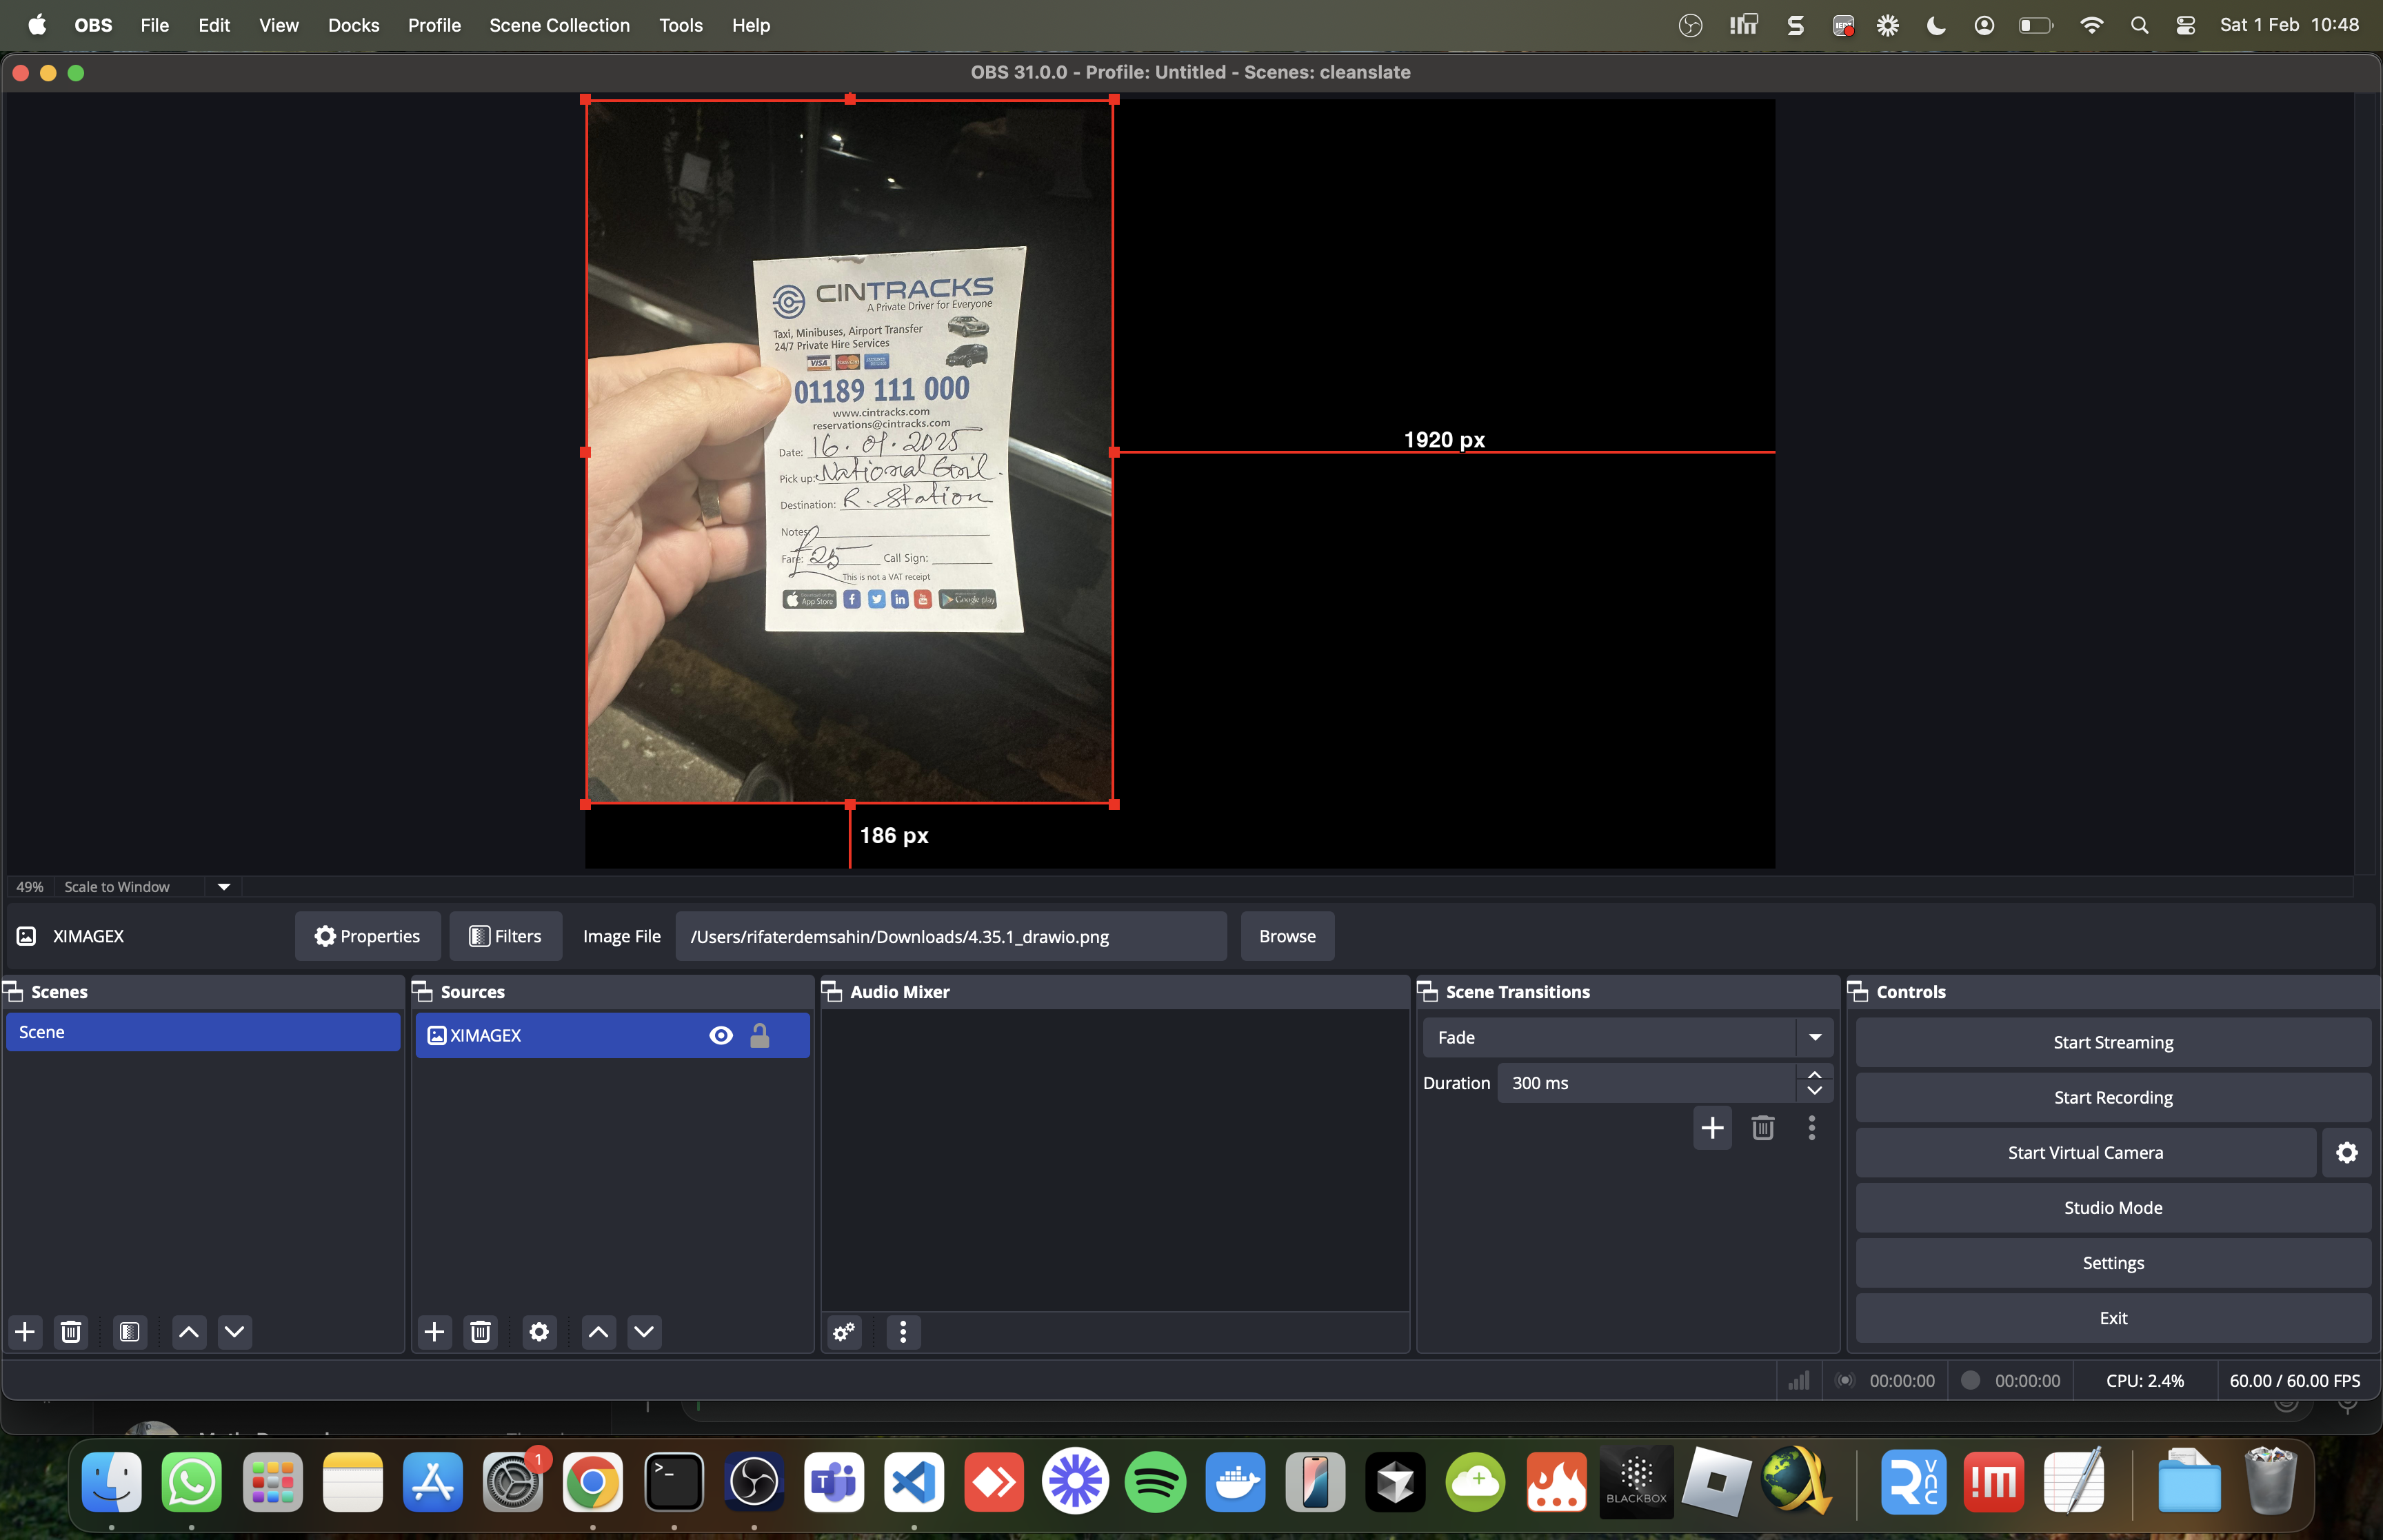 OBS File Edit View Docks Profile Scene Collection Tools Help
Sat 1 Feb 10:48
OBS 31.0.0 - Profile: Untitled - Scenes: cleanslate
CINTRACKS
A Private Driver for Everyone
Taxi, Minibuses, Airport Transfer
24/7 Private Hire Services
VISA
01189 111 000
www.cintracks.com
reservations@cintracks.com
Date: 16.01.2025
Pick up: National
Destination: R. Station
Notes:
Fare: £25 Call Sign:
This is not a VAT receipt
App Store
Google play
1920 px
186 px
49% Scale to Window
XIMAGEX Properties Filters Image File /Users/rifaterdemsahin/Downloads/4.35.1_drawio.png Browse
Scenes
Scene
Sources
XIMAGEX
Audio Mixer
Scene Transitions
Fade
Duration 300 ms
Controls
Start Streaming
Start Recording
Start Virtual Camera
Studio Mode
Settings
Exit
00:00:00 00:00:00 CPU: 2.4% 60.00 / 60.00 FPS
1
BLACKBOX